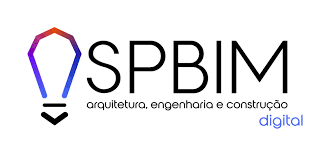 SPBIM
arquitetura, engenharia e construção
digital